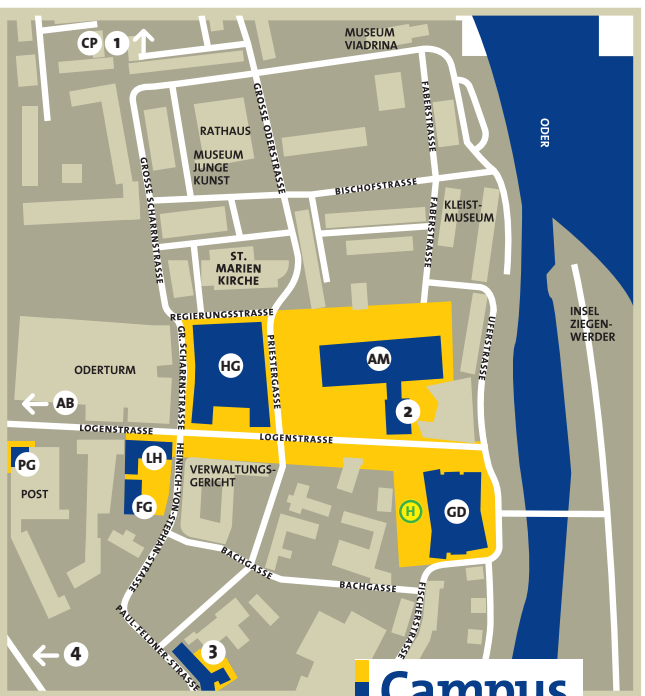 CP 1
MUSEUM
VIADRINA
ODER
GROSSE ODERSTRASSE
FABERSTRASSE
RATHAUS
MUSEUM
JUNGE
KUNST
GROSSE SCHARRNSTRASSE
BISCHOFSTRASSE
FABERSTRASSE
KLEIST-
MUSEUM
ST.
MARIEN
KIRCHE
REGIERUNGSSTRASSE
INSEL
ZIEGEN-
WERDER
UFERSTRASSE
GR. SCHARRNSTRASSE
PRIESTERGASSE
HG
AM
ODERTURM
AB
2
LOGENSTRASSE
LOGENSTRASSE
PG
LH
HEINRICH-VON-STEPHAN-STRASSE
VERWALTUNGS-
GERICHT
POST
FG
H
GD
BACHGASSE
BACHGASSE
FISCHERSTRASSE
PAUL-FELDNER-STRASSE
4
3
Campus